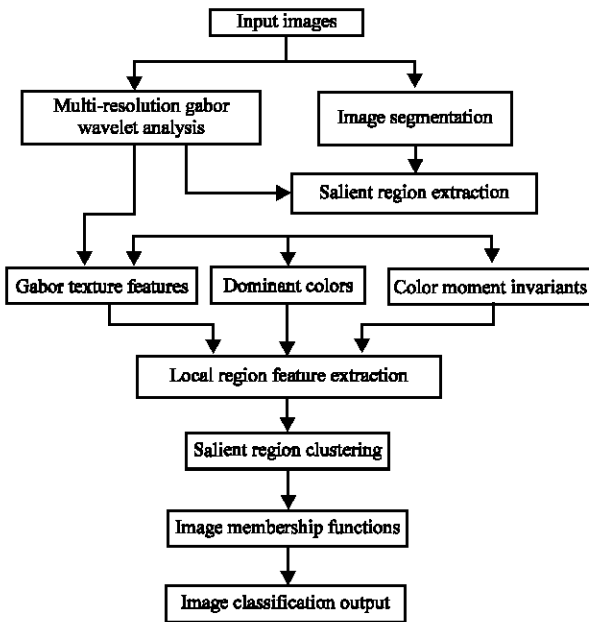 Input images
Multi-resolution gabor
wavelet analysis
Image segmentation
Salient region extraction
Gabor texture features
Dominant colors
Color moment invariants
Local region feature extraction
Salient region clustering
Image membership functions
Image classification output